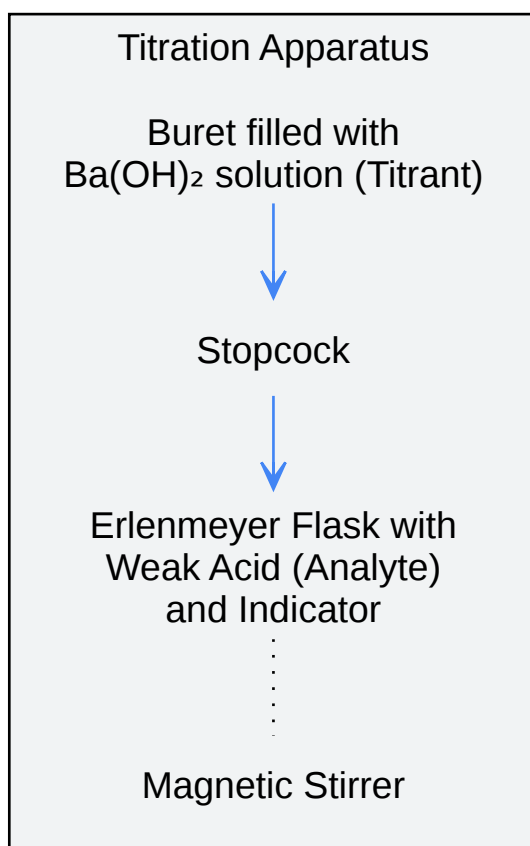 Titration Apparatus
Buret filled with
Ba(OH)₂ solution (Titrant)
Stopcock
Erlenmeyer Flask with
Weak Acid (Analyte)
and Indicator
Magnetic Stirrer